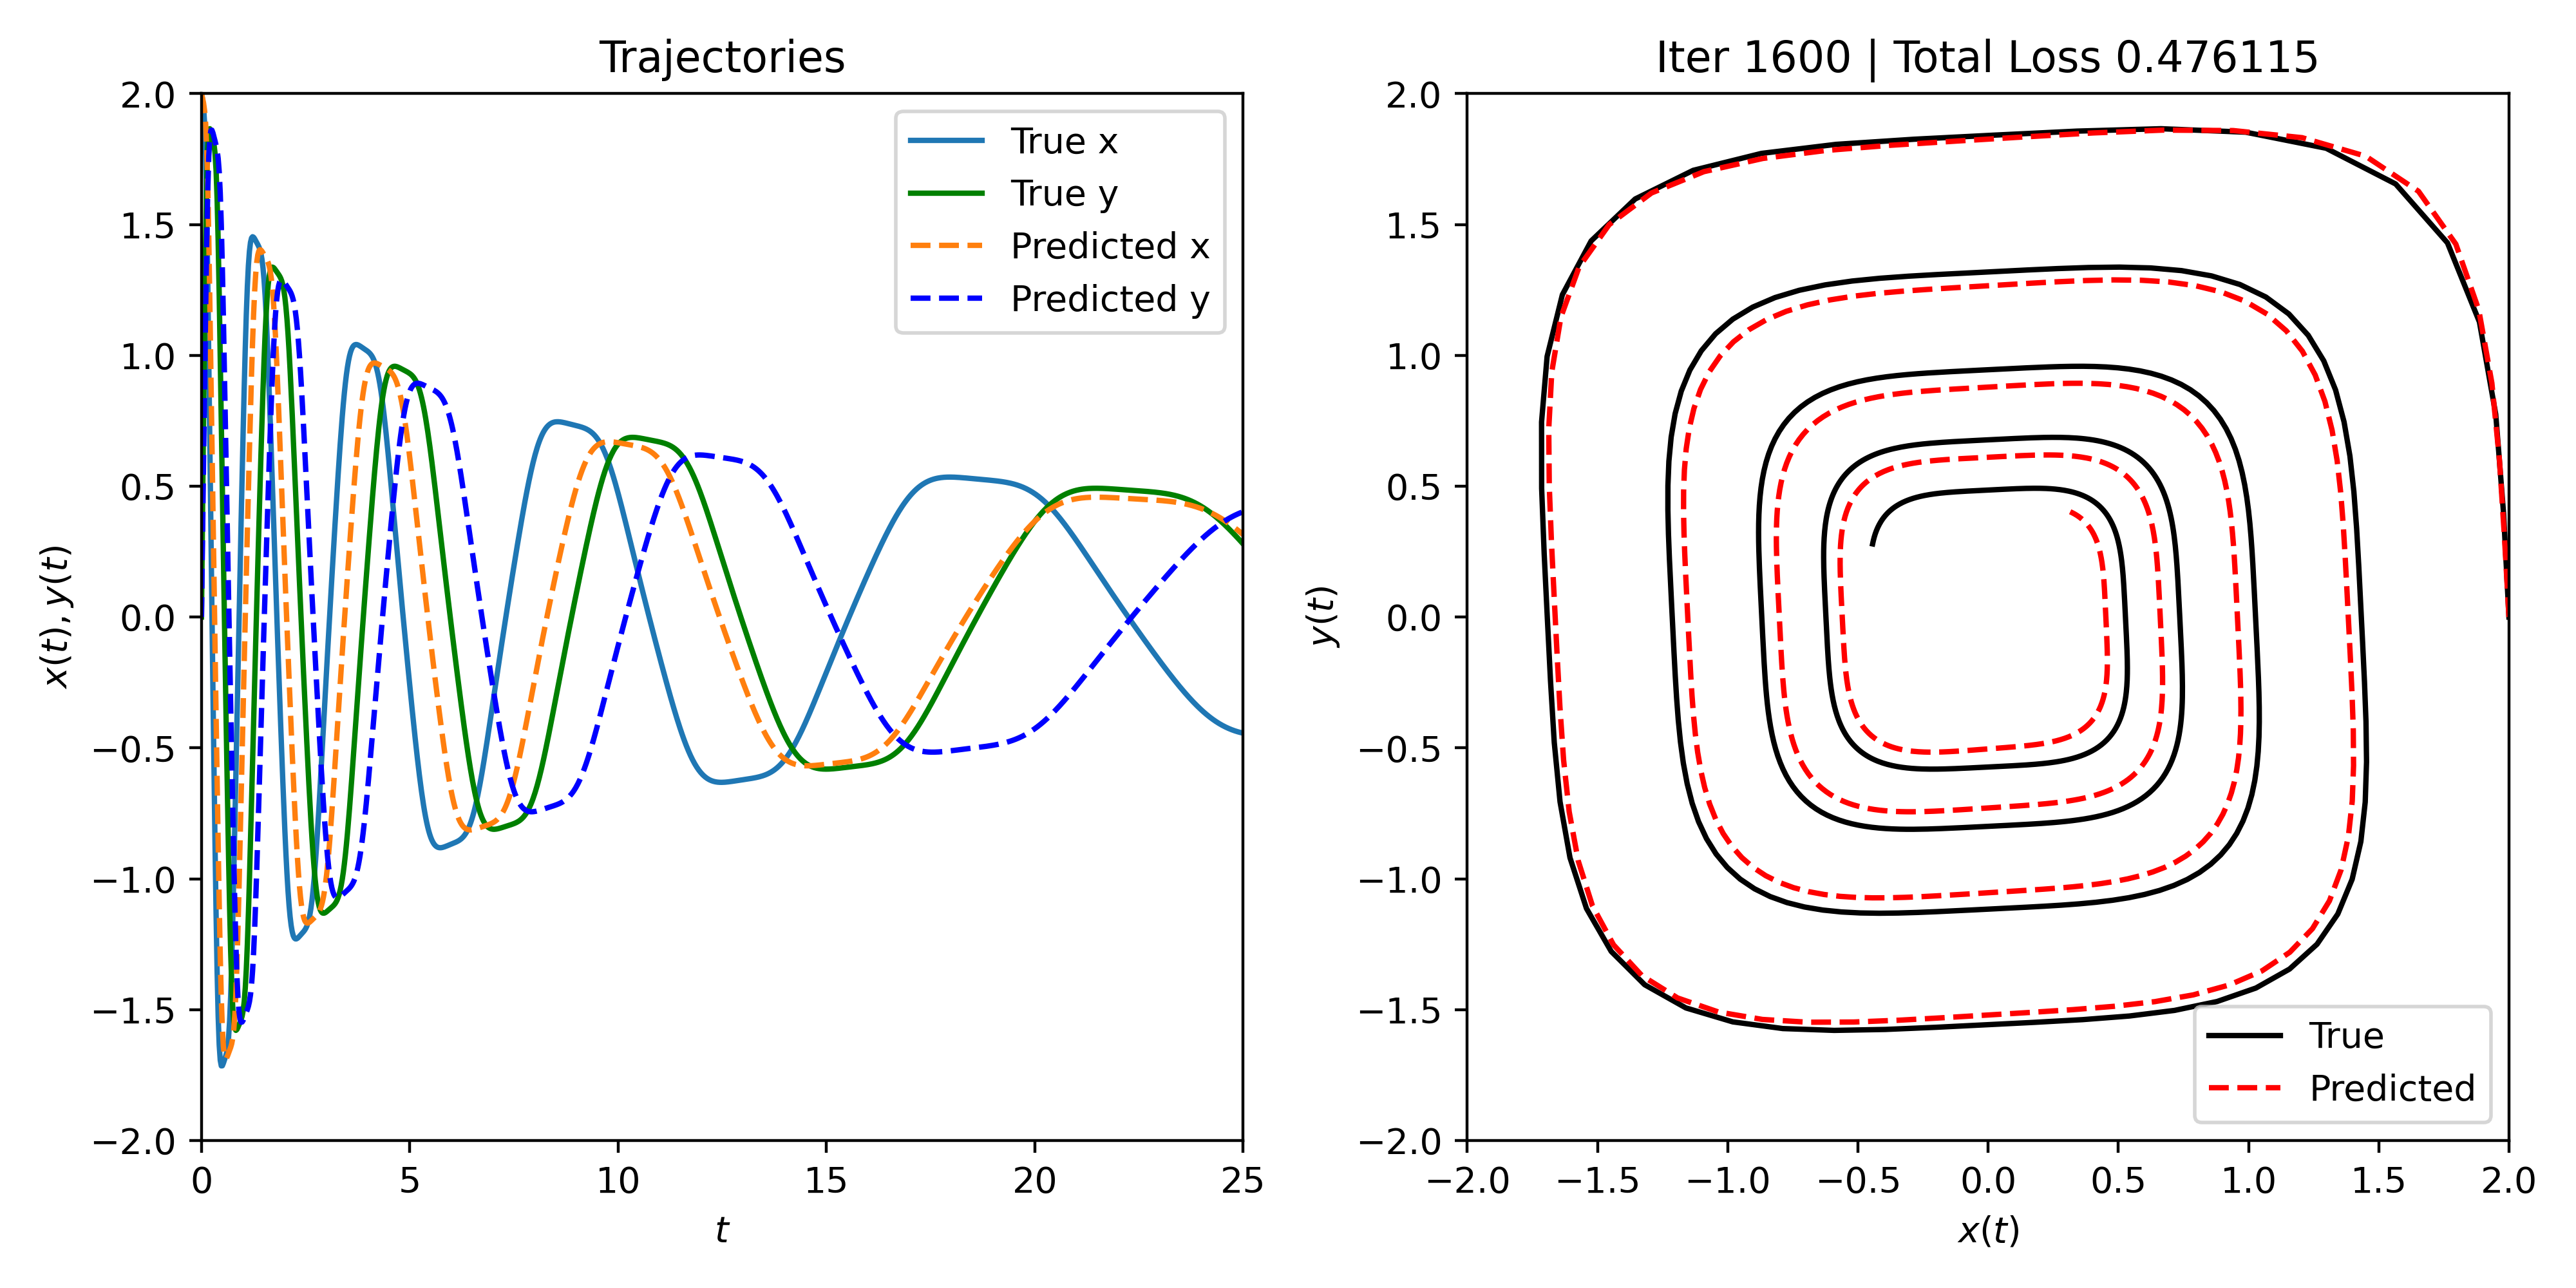 Trajectories
2.0
1.5
1.0
0.5
0.0
−0.5
−1.0
−1.5
−2.0
x(t), y(t)
0 5 10 15 20 25
t
True x
True y
Predicted x
Predicted y
Iter 1600 | Total Loss 0.476115
2.0
1.5
1.0
0.5
0.0
−0.5
−1.0
−1.5
−2.0
y(t)
−2.0 −1.5 −1.0 −0.5 0.0 0.5 1.0 1.5 2.0
x(t)
True
Predicted